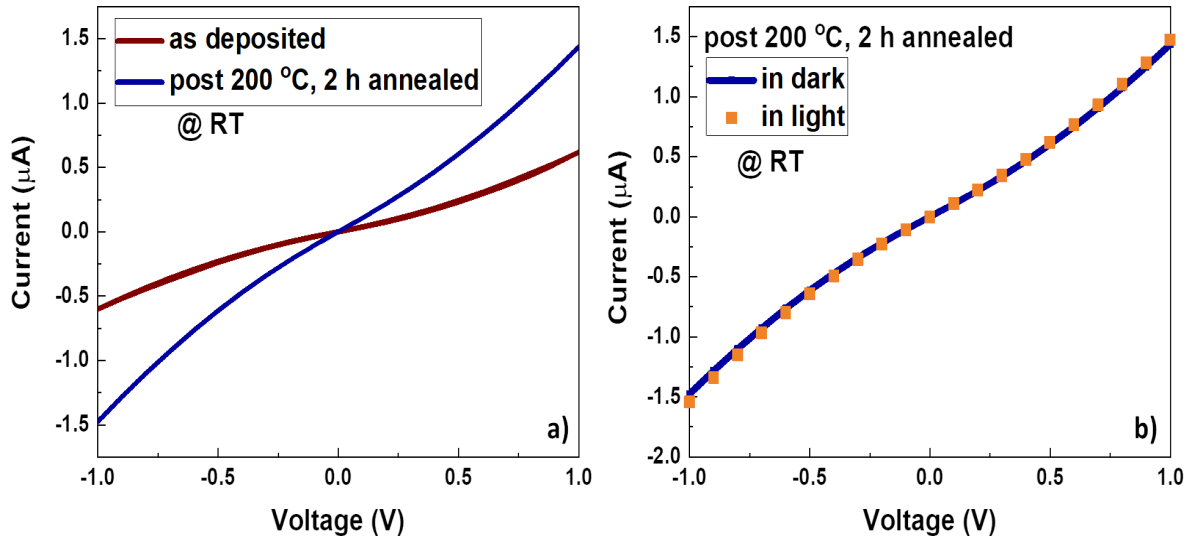 as deposited
post 200 °C, 2 h annealed
@ RT
1.5
1.0
0.5
0.0
-0.5
-1.0
-1.5
Current (μA)
a)
-1.0
-0.5
0.0
0.5
1.0
Voltage (V)
post 200 °C, 2 h annealed
in dark
in light
@ RT
1.5
1.0
0.5
0.0
-0.5
-1.0
-1.5
-2.0
Current (μA)
b)
-1.0
-0.5
0.0
0.5
1.0
Voltage (V)